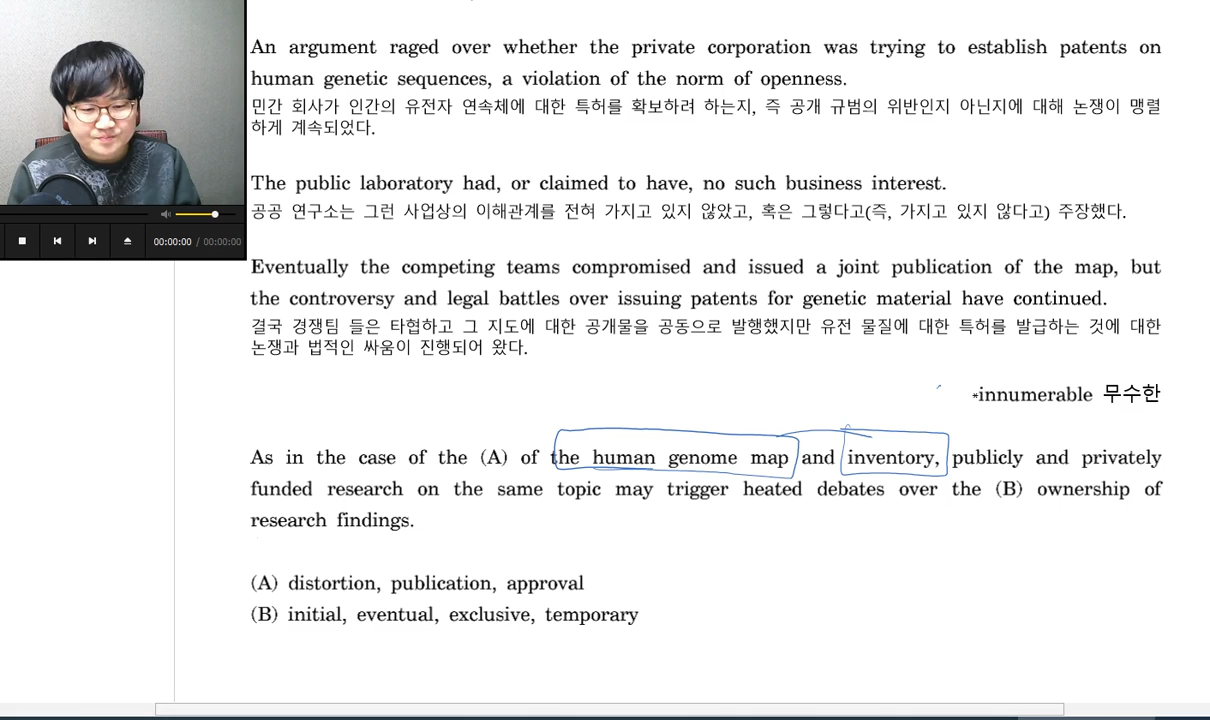 An argument raged over whether the private corporation was trying to establish patents on
human genetic sequences, a violation of the norm of openness.
민간 회사가 인간의 유전자 연속체에 대한 특허를 확보하려 하는지, 즉 공개 규범의 위반인지 아닌지에 대해 논쟁이 맹렬
하게 계속되었다.
The public laboratory had, or claimed to have, no such business interest.
공공 연구소는 그런 사업상의 이해관계를 전혀 가지고 있지 않았고, 혹은 그렇다고(즉, 가지고 있지 않다고) 주장했다.
00:00:00 / 00:00:00
Eventually the competing teams compromised and issued a joint publication of the map, but
the controversy and legal battles over issuing patents for genetic material have continued.
결국 경쟁팀 들은 타협하고 그 지도에 대한 공개물을 공동으로 발행했지만 유전 물질에 대한 특허를 발급하는 것에 대한
논쟁과 법적인 싸움이 진행되어 왔다.
*innumerable 무수한
As in the case of the (A) of the human genome map and inventory, publicly and privately
funded research on the same topic may trigger heated debates over the (B) ownership of
research findings.
(A) distortion, publication, approval
(B) initial, eventual, exclusive, temporary